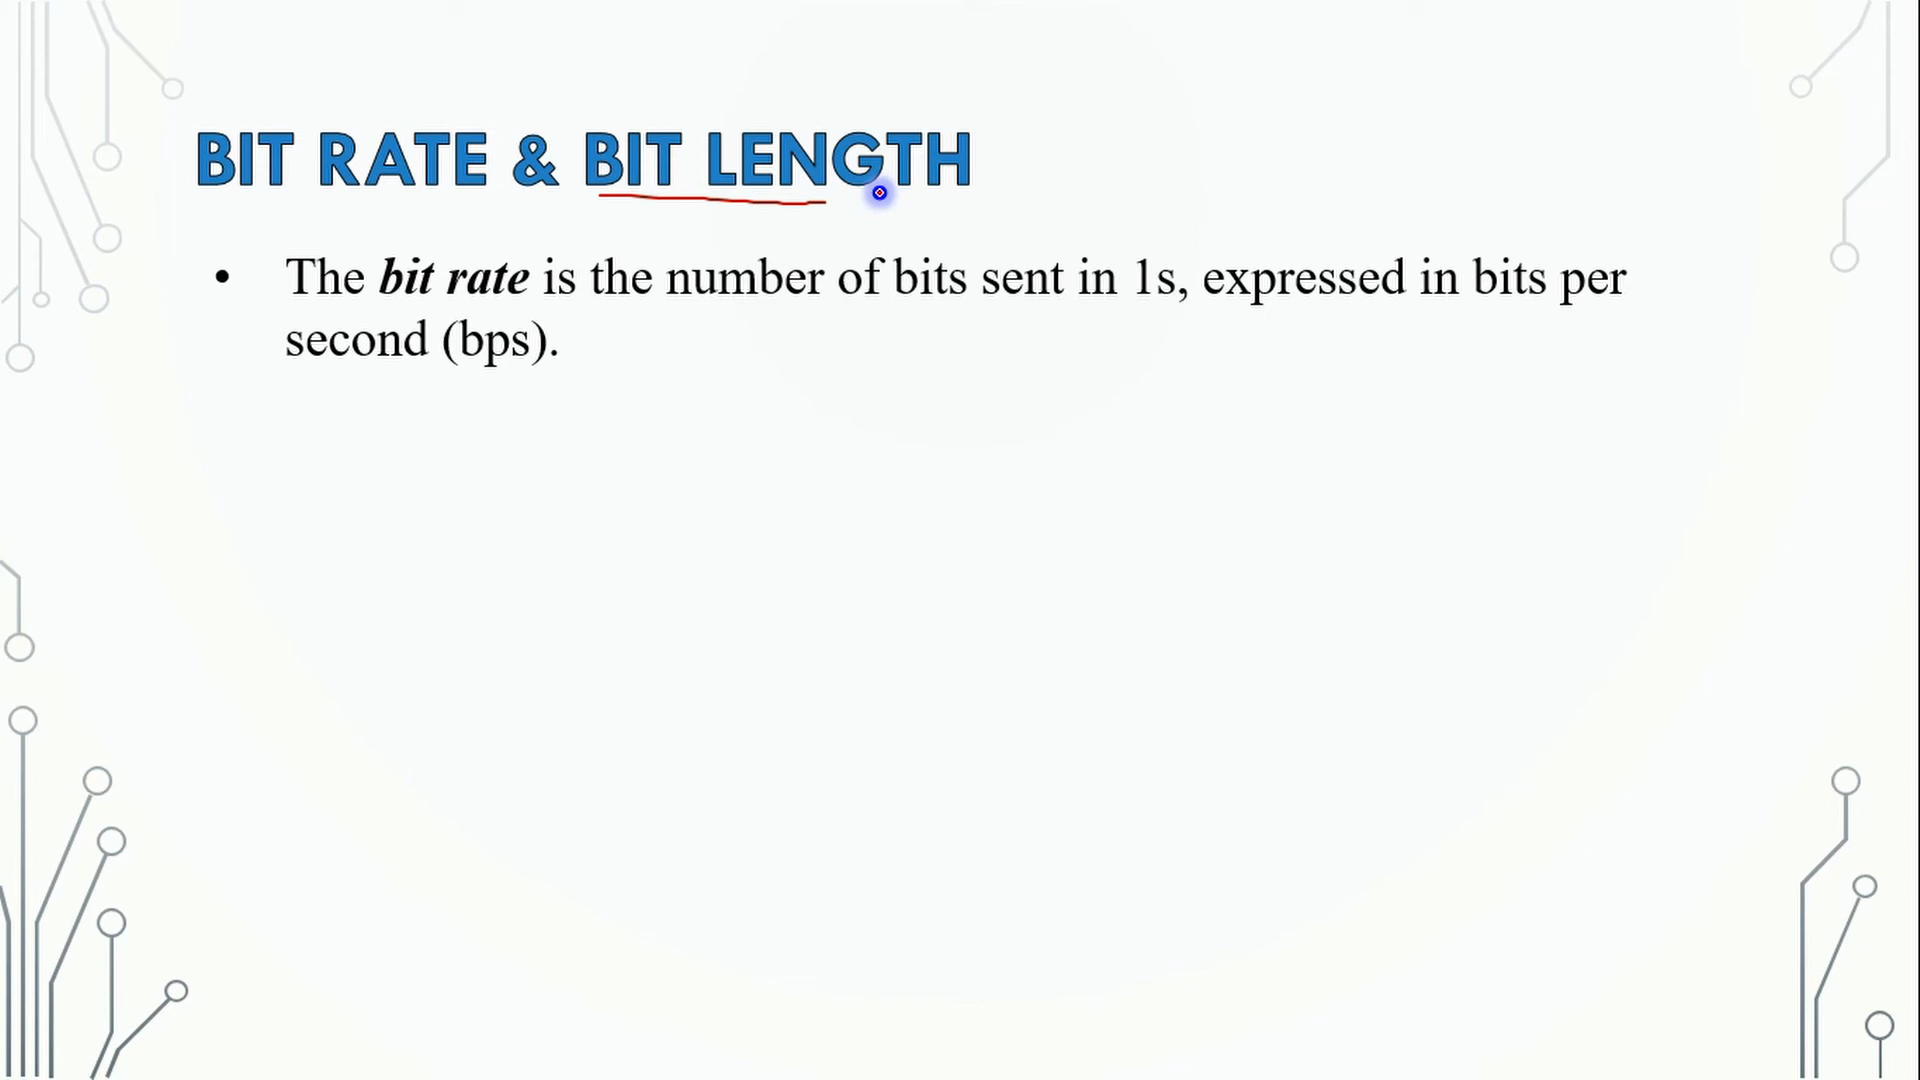 BIT RATE & BIT LENGTH
• The bit rate is the number of bits sent in 1s, expressed in bits per
second (bps).